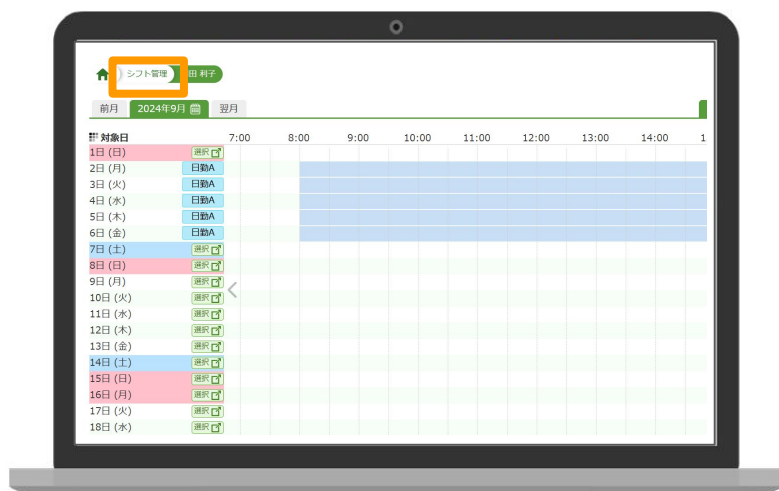 シフト管理 田 利子
前月 2024年9月 翌月
対象日 7:00 8:00 9:00 10:00 11:00 12:00 13:00 14:00 1
1日 (日) 選択
2日 (月) 日勤A
3日 (火) 日勤A
4日 (水) 日勤A
5日 (木) 日勤A
6日 (金) 日勤A
7日 (土) 選択
8日 (日) 選択
9日 (月) 選択
10日 (火) 選択
11日 (水) 選択
12日 (木) 選択
13日 (金) 選択
14日 (土) 選択
15日 (日) 選択
16日 (月) 選択
17日 (火) 選択
18日 (水) 選択